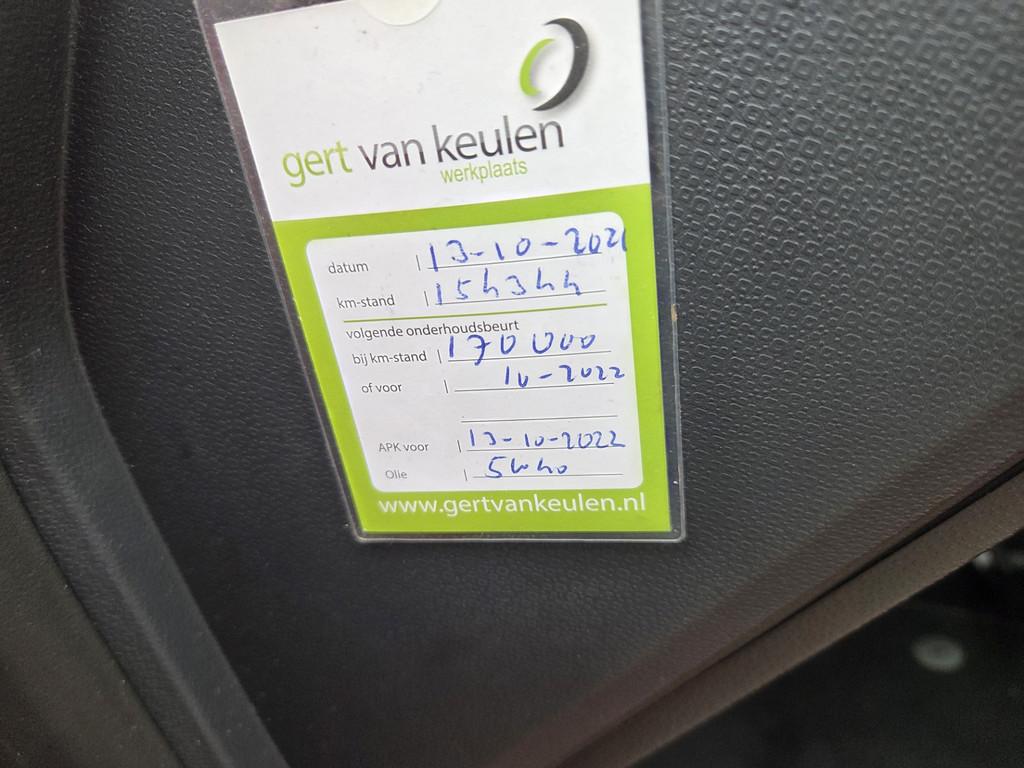 gert van keulen
werkplaats
datum 13-10-2021
km-stand 154344
volgende onderhoudsbeurt
bij km-stand 170000
of voor 10-2022
APK voor 13-10-2022
Olie 5w40
www.gertvankeulen.nl